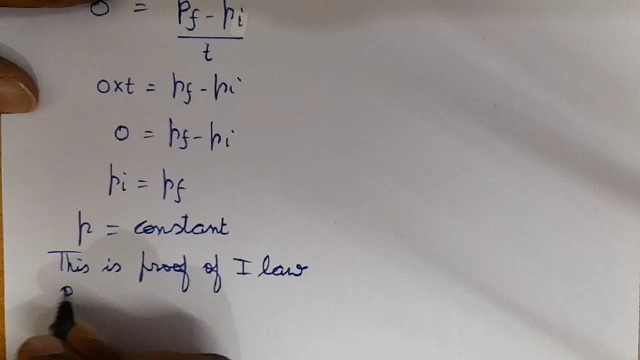 0 = pf - pi / t
0xt = pf - pi
0 = pf - pi
pi = pf
p = constant
This is proof of I law